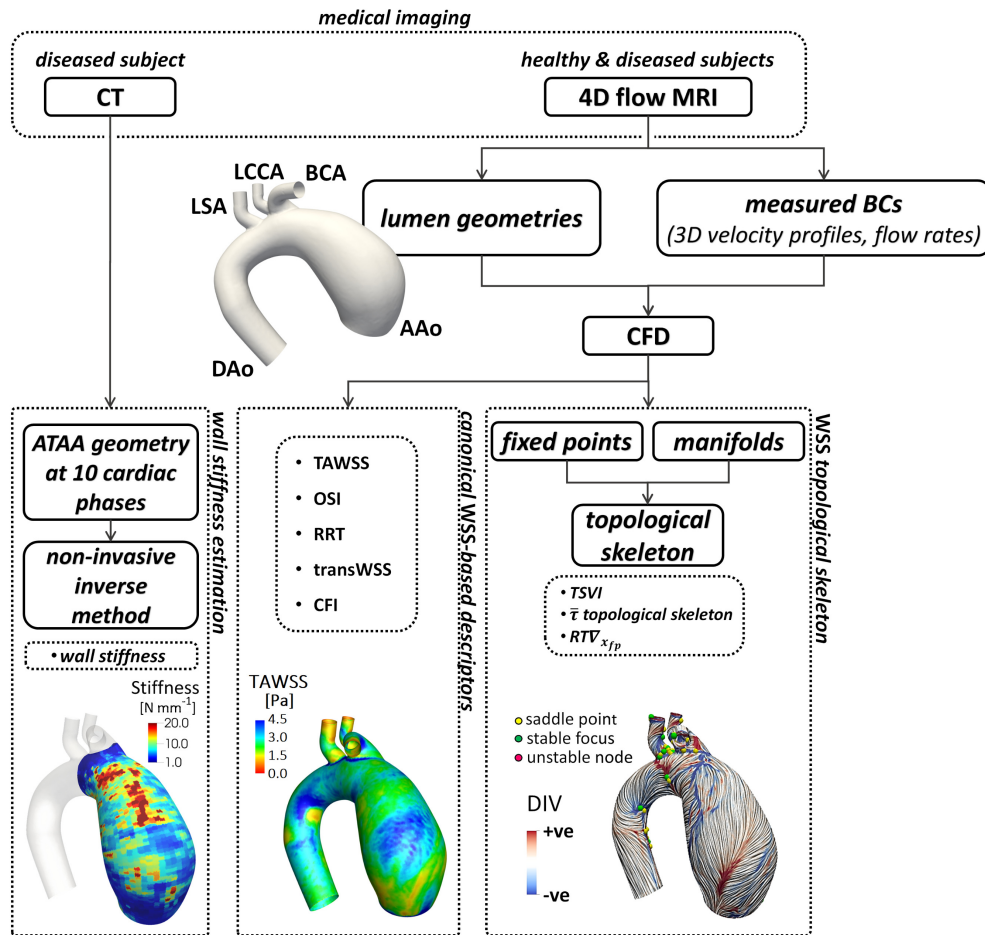 medical imaging
diseased subject
CT
healthy & diseased subjects
4D flow MRI
LCCA
BCA
LSA
AAo
DAo
lumen geometries
measured BCs
(3D velocity profiles, flow rates)
CFD
ATAA geometry
at 10 cardiac
phases
non-invasive
inverse
method
• wall stiffness
Stiffness
[N mm⁻¹]
20.0
10.0
1.0
wall stiffness estimation
• TAWSS
• OSI
• RRT
• transWSS
• CFI
TAWSS
[Pa]
4.5
3.0
1.5
0.0
canonical WSS-based descriptors
fixed points
manifolds
topological
skeleton
• TSVI
• τ̅ topological skeleton
• RT∇xfp
saddle point
stable focus
unstable node
DIV
+ve
-ve
WSS topological skeleton